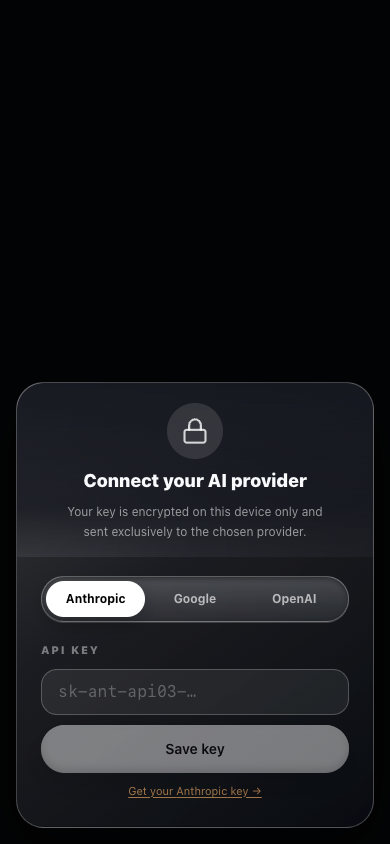 Connect your AI provider
Your key is encrypted on this device only and
sent exclusively to the chosen provider.
Anthropic Google OpenAI
API KEY
sk-ant-api03-…
Save key
Get your Anthropic key →